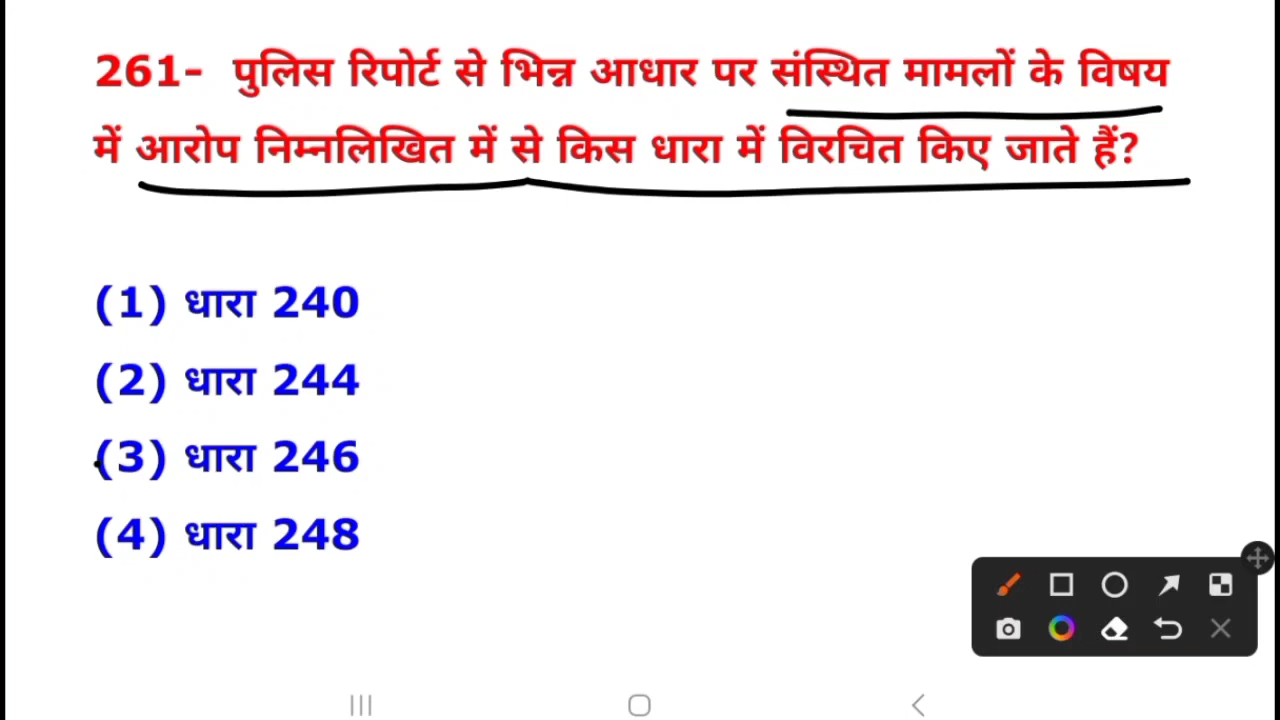 261- पुलिस रिपोर्ट से भिन्न आधार पर संस्थित मामलों के विषय
में आरोप निम्नलिखित में से किस धारा में विरचित किए जाते हैं?
(1) धारा 240
(2) धारा 244
(3) धारा 246
(4) धारा 248